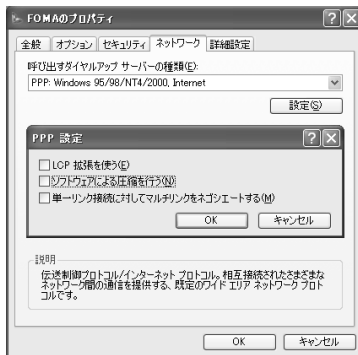 FOMAのプロパティ
全般 オプション セキュリティ ネットワーク 詳細設定
呼び出すダイヤルアップ サーバーの種類(E):
PPP: Windows 95/98/NT4/2000, Internet
設定(S)
PPP 設定
LCP 拡張を使う(E)
ソフトウェアによる圧縮を行う(N)
単一リンク接続に対してマルチリンクをネゴシエートする(M)
OK キャンセル
説明
伝送制御プロトコル/インターネット プロトコル。相互接続されたさまざまな
ネットワーク間の通信を提供する、既定のワイド エリア ネットワーク プロト
コルです。
OK キャンセル